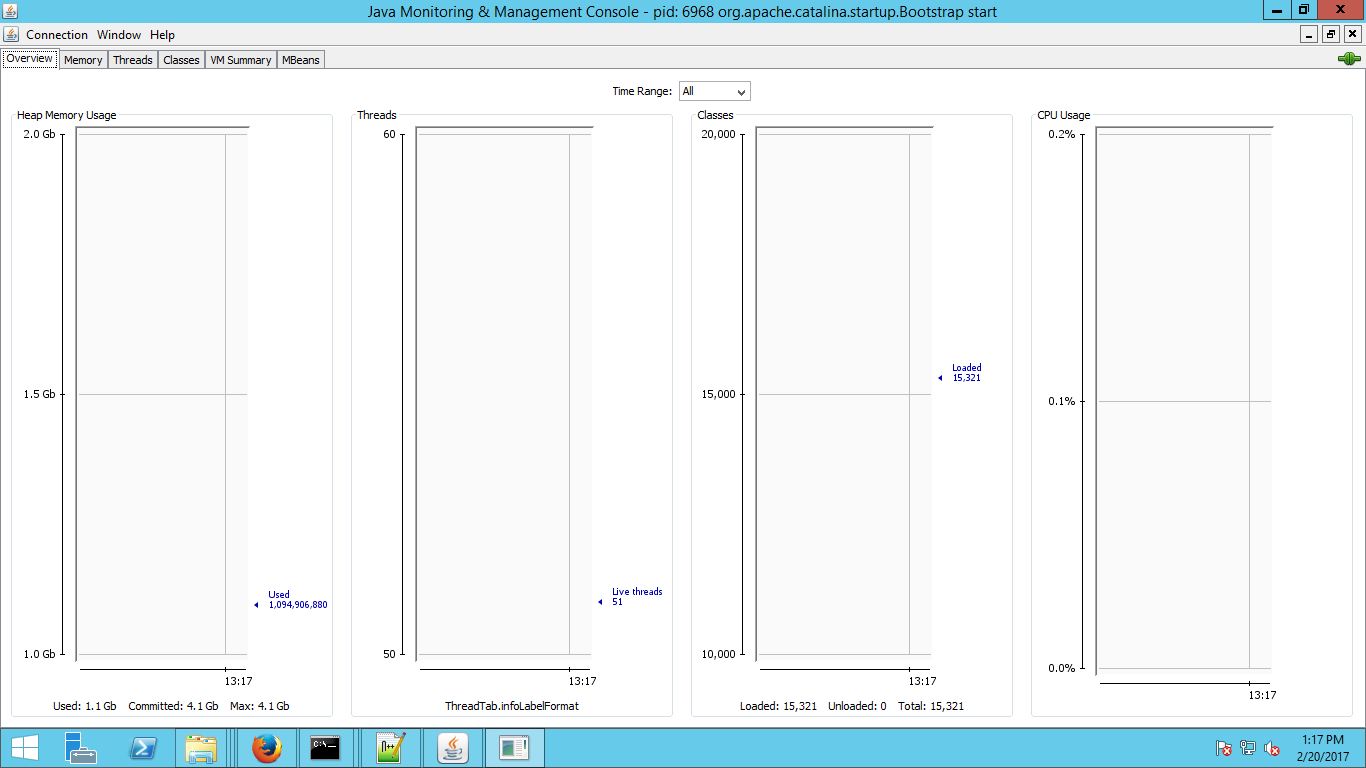 Java Monitoring & Management Console - pid: 6968 org.apache.catalina.startup.Bootstrap start
Connection Window Help
Overview Memory Threads Classes VM Summary MBeans
Time Range: All
Heap Memory Usage
2.0 Gb
1.5 Gb
1.0 Gb
Used
1,094,906,880
13:17
Used: 1.1 Gb Committed: 4.1 Gb Max: 4.1 Gb
Threads
60
50
Live threads
51
13:17
ThreadTab.infoLabelFormat
Classes
20,000
15,000
10,000
Loaded
15,321
13:17
Loaded: 15,321 Unloaded: 0 Total: 15,321
CPU Usage
0.2%
0.1%
0.0%
13:17
C:\_
1:17 PM
2/20/2017